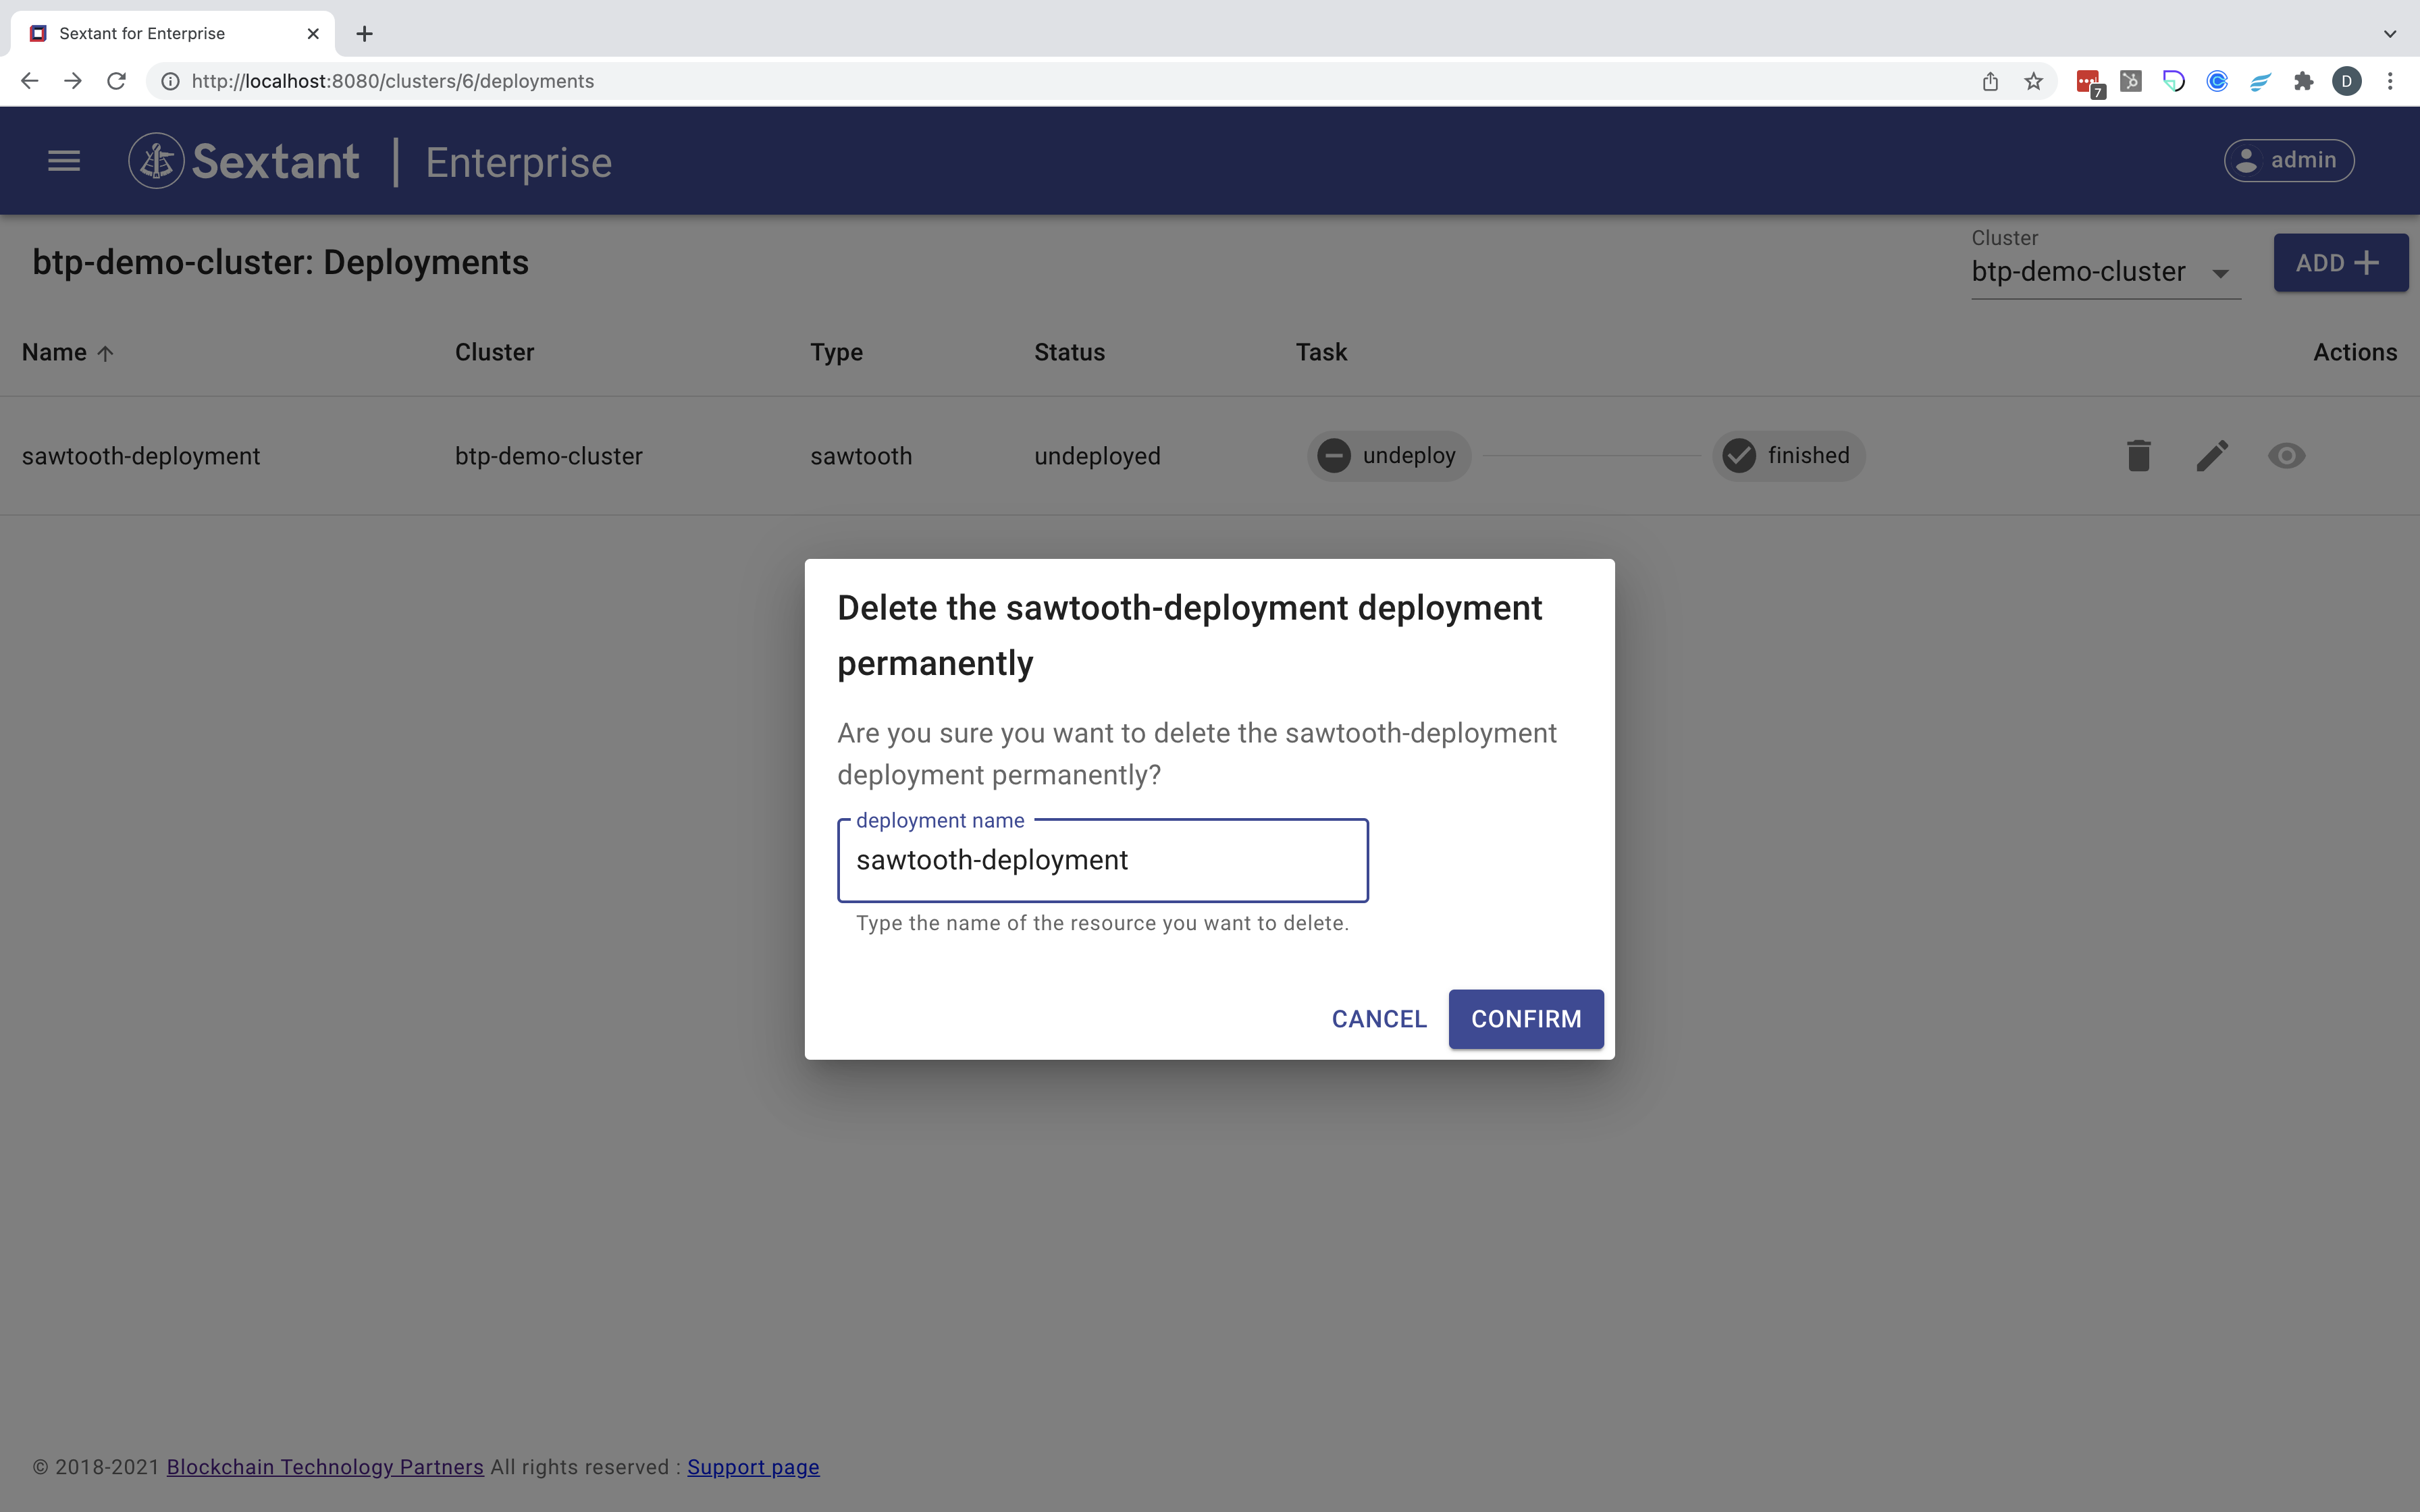 Sextant for Enterprise
http://localhost:8080/clusters/6/deployments
7
D
Sextant | Enterprise
admin
btp-demo-cluster: Deployments
Cluster
btp-demo-cluster
ADD
Name Cluster Type Status Task Actions
sawtooth-deployment btp-demo-cluster sawtooth undeployed undeploy finished
Delete the sawtooth-deployment deployment
permanently
Are you sure you want to delete the sawtooth-deployment
deployment permanently?
deployment name
sawtooth-deployment
Type the name of the resource you want to delete.
CANCEL CONFIRM
© 2018-2021 Blockchain Technology Partners All rights reserved : Support page